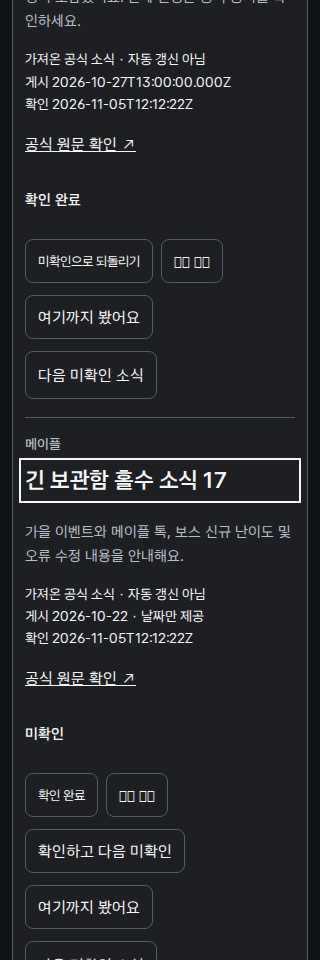 인하세요.
가져온 공식 소식 · 자동 갱신 아님
게시 2026-10-27T13:00:00.000Z
확인 2026-11-05T12:12:22Z
공식 원문 확인 ↗
확인 완료
미확인으로 되돌리기
여기까지 봤어요
다음 미확인 소식
메이플
긴 보관함 홀수 소식 17
가을 이벤트와 메이플 톡, 보스 신규 난이도 및
오류 수정 내용을 안내해요.
가져온 공식 소식 · 자동 갱신 아님
게시 2026-10-22 · 날짜만 제공
확인 2026-11-05T12:12:22Z
공식 원문 확인 ↗
미확인
확인 완료
확인하고 다음 미확인
여기까지 봤어요